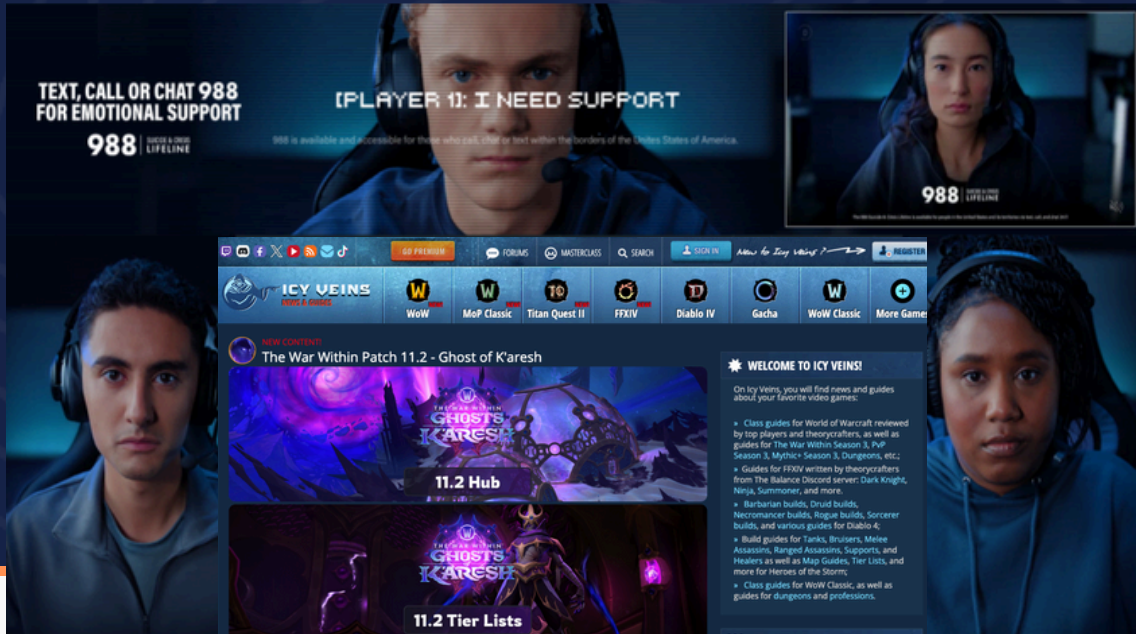 TEXT, CALL OR CHAT 988
FOR EMOTIONAL SUPPORT
988 SUICIDE & CRISIS
LIFELINE
[PLAYER 1]: I NEED SUPPORT
988 is available and accessible for those who call, chat or text within the borders of the Unites States of America.
988 SUICIDE & CRISIS
LIFELINE
GO PREMIUM
FORUMS
MASTERCLASS
SEARCH
SIGN IN
New to Icy Veins?
REGISTER
ICY VEINS
NEWS & GUIDES
WoW
MoP Classic
Titan Quest II
FFXIV
Diablo IV
Gacha
WoW Classic
More Games
NEW CONTENT!
The War Within Patch 11.2 - Ghost of K'aresh
THE WAR WITHIN
GHOSTS
OF
K'ARESH
11.2 Hub
THE WAR WITHIN
GHOSTS
OF
K'ARESH
11.2 Tier Lists
WELCOME TO ICY VEINS!
On Icy Veins, you will find news and guides
about your favorite video games:
» Class guides for World of Warcraft reviewed
by top players and theorycrafters, as well as
guides for The War Within Season 3, PvP
Season 3, Mythic+ Season 3, Dungeons, etc.;
» Guides for FFXIV written by theorycrafters
from The Balance Discord server: Dark Knight,
Ninja, Summoner, and more.
» Barbarian builds, Druid builds,
Necromancer builds, Rogue builds, Sorcerer
builds, and various guides for Diablo 4;
» Build guides for Tanks, Bruisers, Melee
Assassins, Ranged Assassins, Supports, and
Healers as well as Map Guides, Tier Lists, and
more for Heroes of the Storm;
» Class guides for WoW Classic, as well as
guides for dungeons and professions.